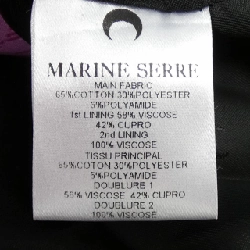 MARINE SERRE
MAIN FABRIC
65%COTTON 30%POLYESTER
5%POLYAMIDE
1st LINING 58% VISCOSE
42% CUPRO
2nd LINING
100% VISCOSE
TISSU PRINCIPAL
65%COTON 30%POLYESTER
5%POLYAMIDE
DOUBLURE 1
58% VISCOSE 42% CUPRO
DOUBLURE 2
100% VISCOSE